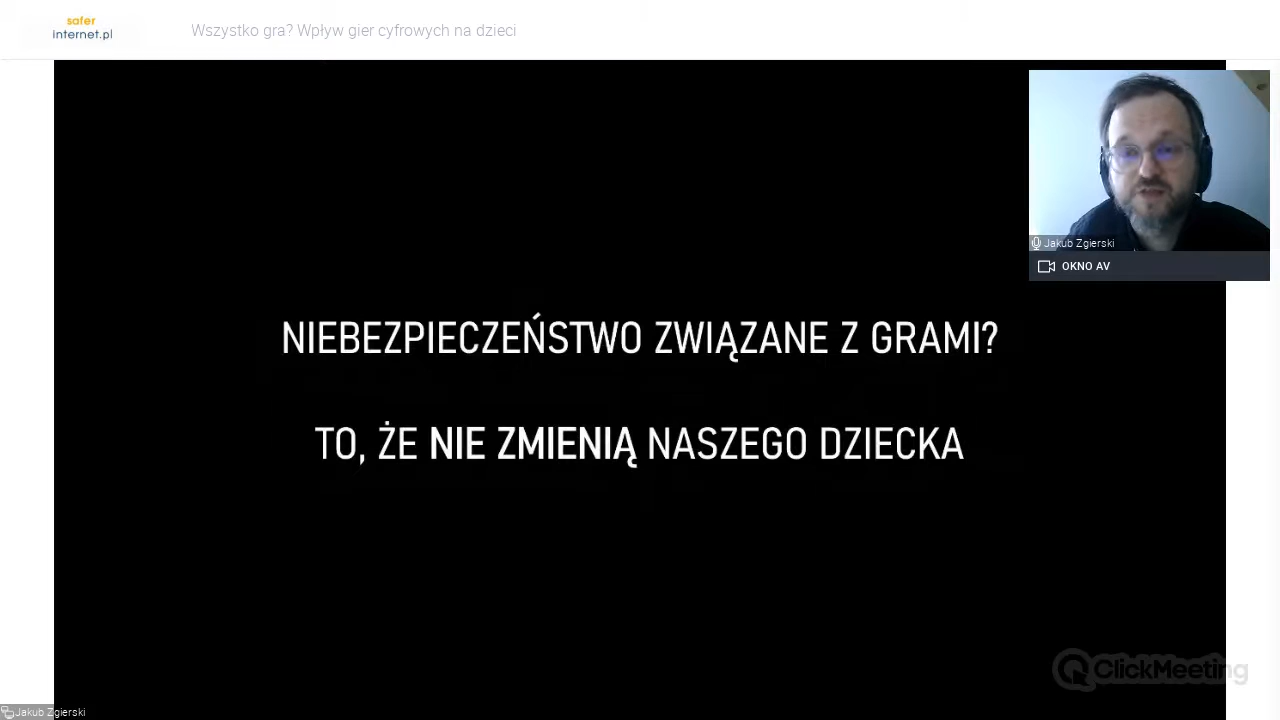 safer
internet.pl
Wszystko gra? Wpływ gier cyfrowych na dzieci
Jakub Zgierski
OKNO AV
NIEBEZPIECZEŃSTWO ZWIĄZANE Z GRAMI?
TO, ŻE NIE ZMIENIĄ NASZEGO DZIECKA
ClickMeeting
Jakub Zgierski